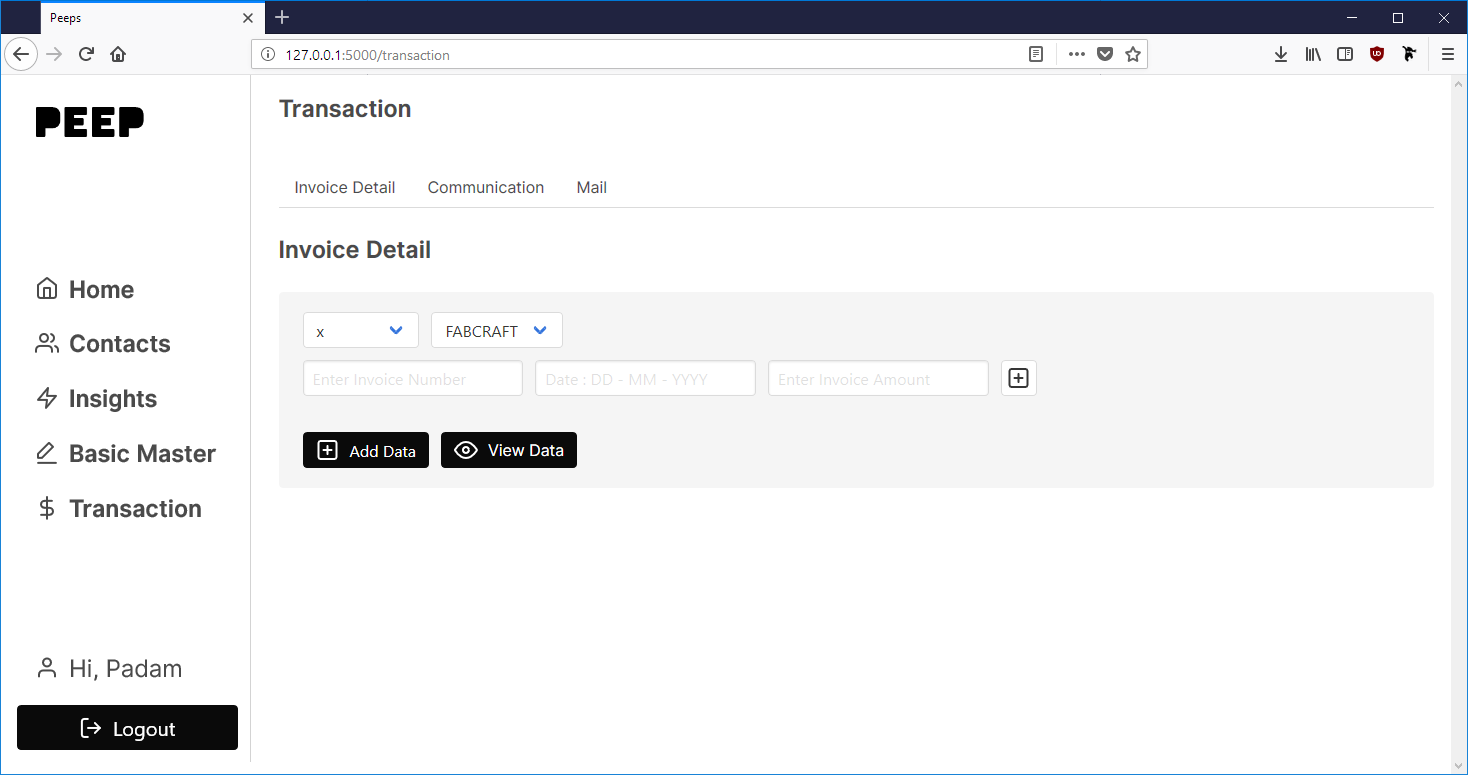 Peeps
127.0.0.1:5000/transaction
PEEP
Home
Contacts
Insights
Basic Master
Transaction
Hi, Padam
Logout
Transaction
Invoice Detail Communication Mail
Invoice Detail
x FABCRAFT
Enter Invoice Number Date : DD - MM - YYYY Enter Invoice Amount
Add Data View Data